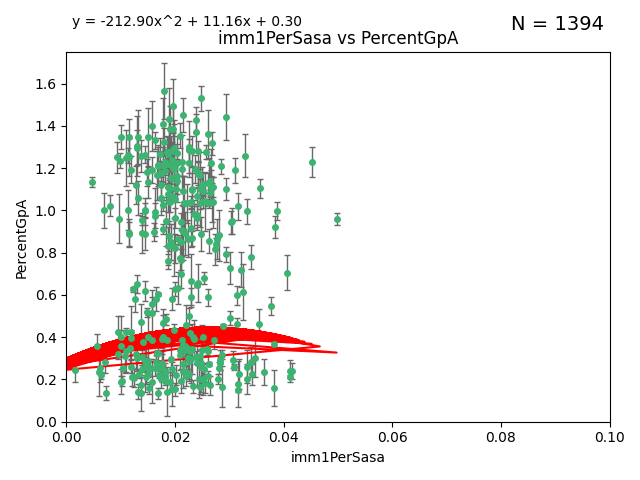 y = -212.90x^2 + 11.16x + 0.30
N = 1394
imm1PerSasa vs PercentGpA
PercentGpA
1.6
1.4
1.2
1.0
0.8
0.6
0.4
0.2
0.0
0.00 0.02 0.04 0.06 0.08 0.10
imm1PerSasa